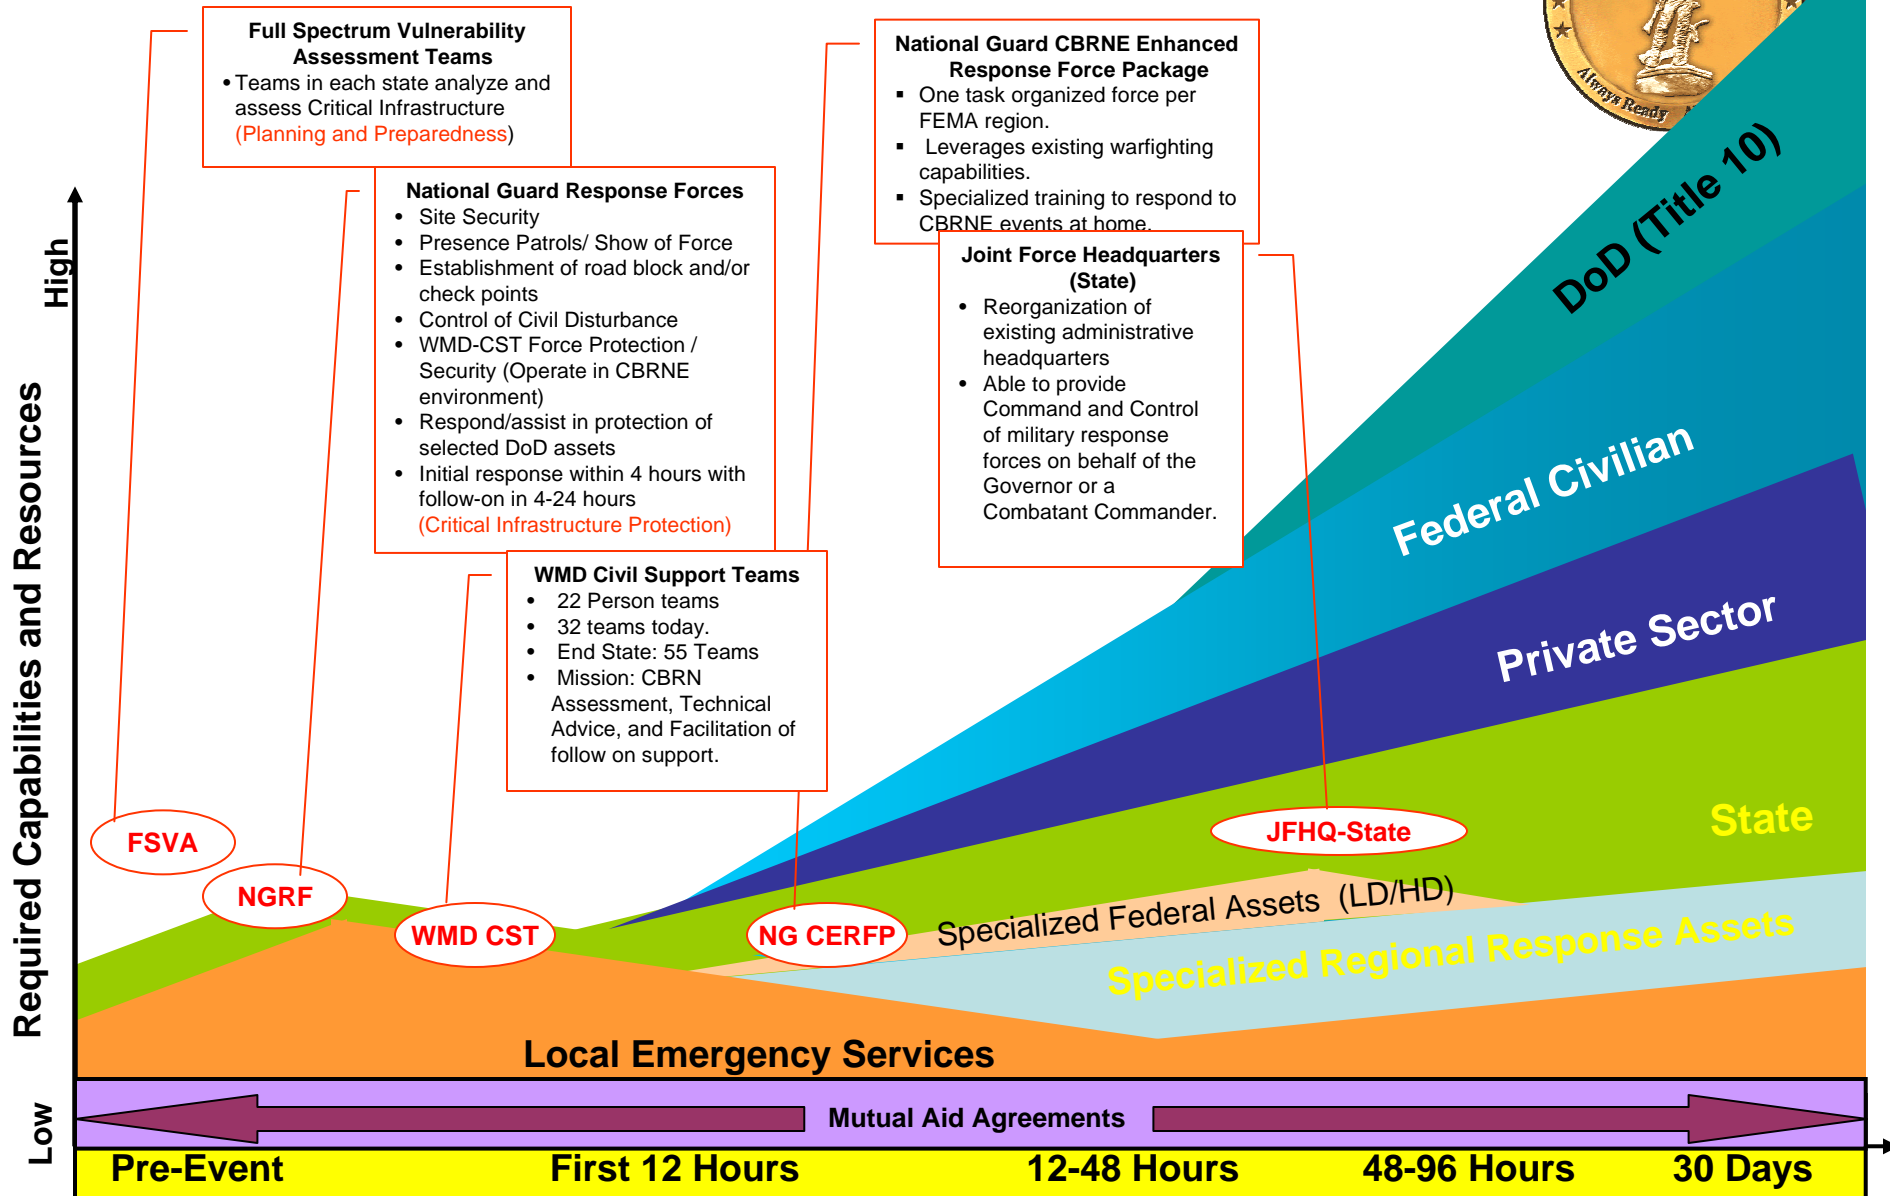 Full Spectrum Vulnerability
Assessment Teams
• Teams in each state analyze and
assess Critical Infrastructure
(Planning and Preparedness)
National Guard Response Forces
• Site Security
• Presence Patrols/ Show of Force
• Establishment of road block and/or
check points
• Control of Civil Disturbance
• WMD-CST Force Protection /
Security (Operate in CBRNE
environment)
• Respond/assist in protection of
selected DoD assets
• Initial response within 4 hours with
follow-on in 4-24 hours
(Critical Infrastructure Protection)
WMD Civil Support Teams
• 22 Person teams
• 32 teams today.
• End State: 55 Teams
• Mission: CBRN
Assessment, Technical
Advice, and Facilitation of
follow on support.
National Guard CBRNE Enhanced
Response Force Package
▪ One task organized force per
FEMA region.
▪ Leverages existing warfighting
capabilities.
▪ Specialized training to respond to
CBRNE events at home.
Joint Force Headquarters
(State)
• Reorganization of
existing administrative
headquarters
• Able to provide
Command and Control
of military response
forces on behalf of the
Governor or a
Combatant Commander.
Always Ready
DoD (Title 10)
Federal Civilian
Private Sector
State
Specialized Federal Assets (LD/HD)
Specialized Regional Response Assets
Local Emergency Services
FSVA
NGRF
WMD CST
NG CERFP
JFHQ-State
High
Required Capabilities and Resources
Low
Mutual Aid Agreements
Pre-Event
First 12 Hours
12-48 Hours
48-96 Hours
30 Days